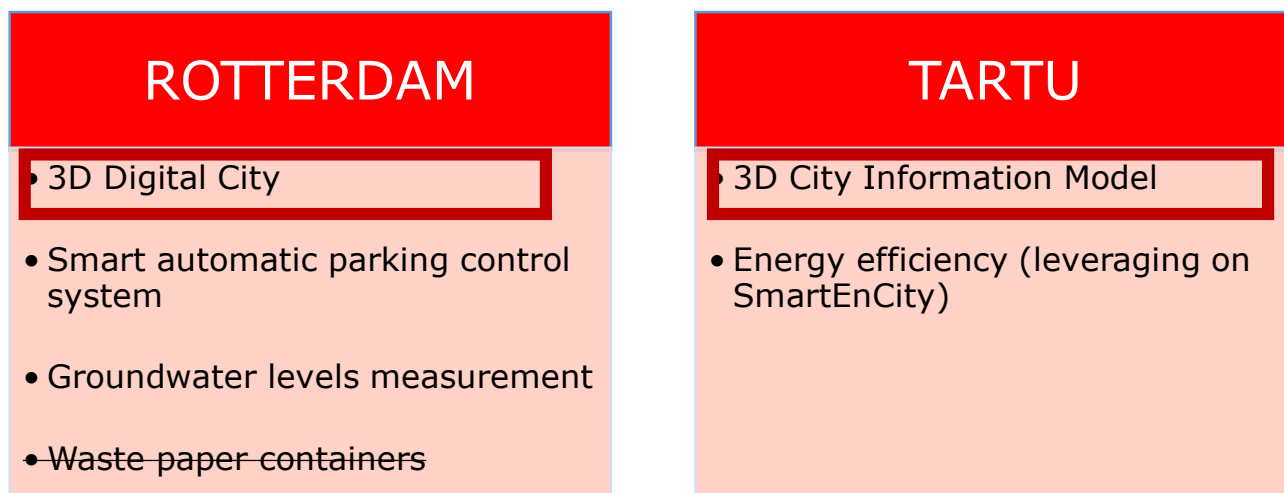 ROTTERDAM
• 3D Digital City
• Smart automatic parking control
system
• Groundwater levels measurement
• Waste paper containers
TARTU
• 3D City Information Model
• Energy efficiency (leveraging on
SmartEnCity)